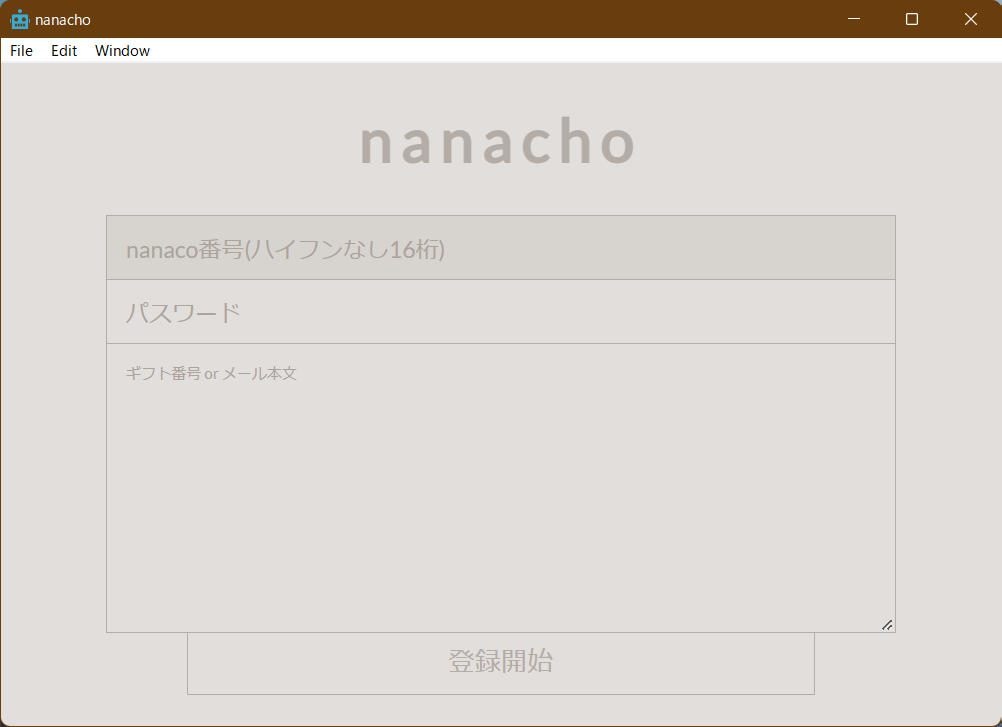 nanacho
File Edit Window
nanacho
nanaco番号(ハイフンなし16桁)
パスワード
ギフト番号 or メール本文
登録開始